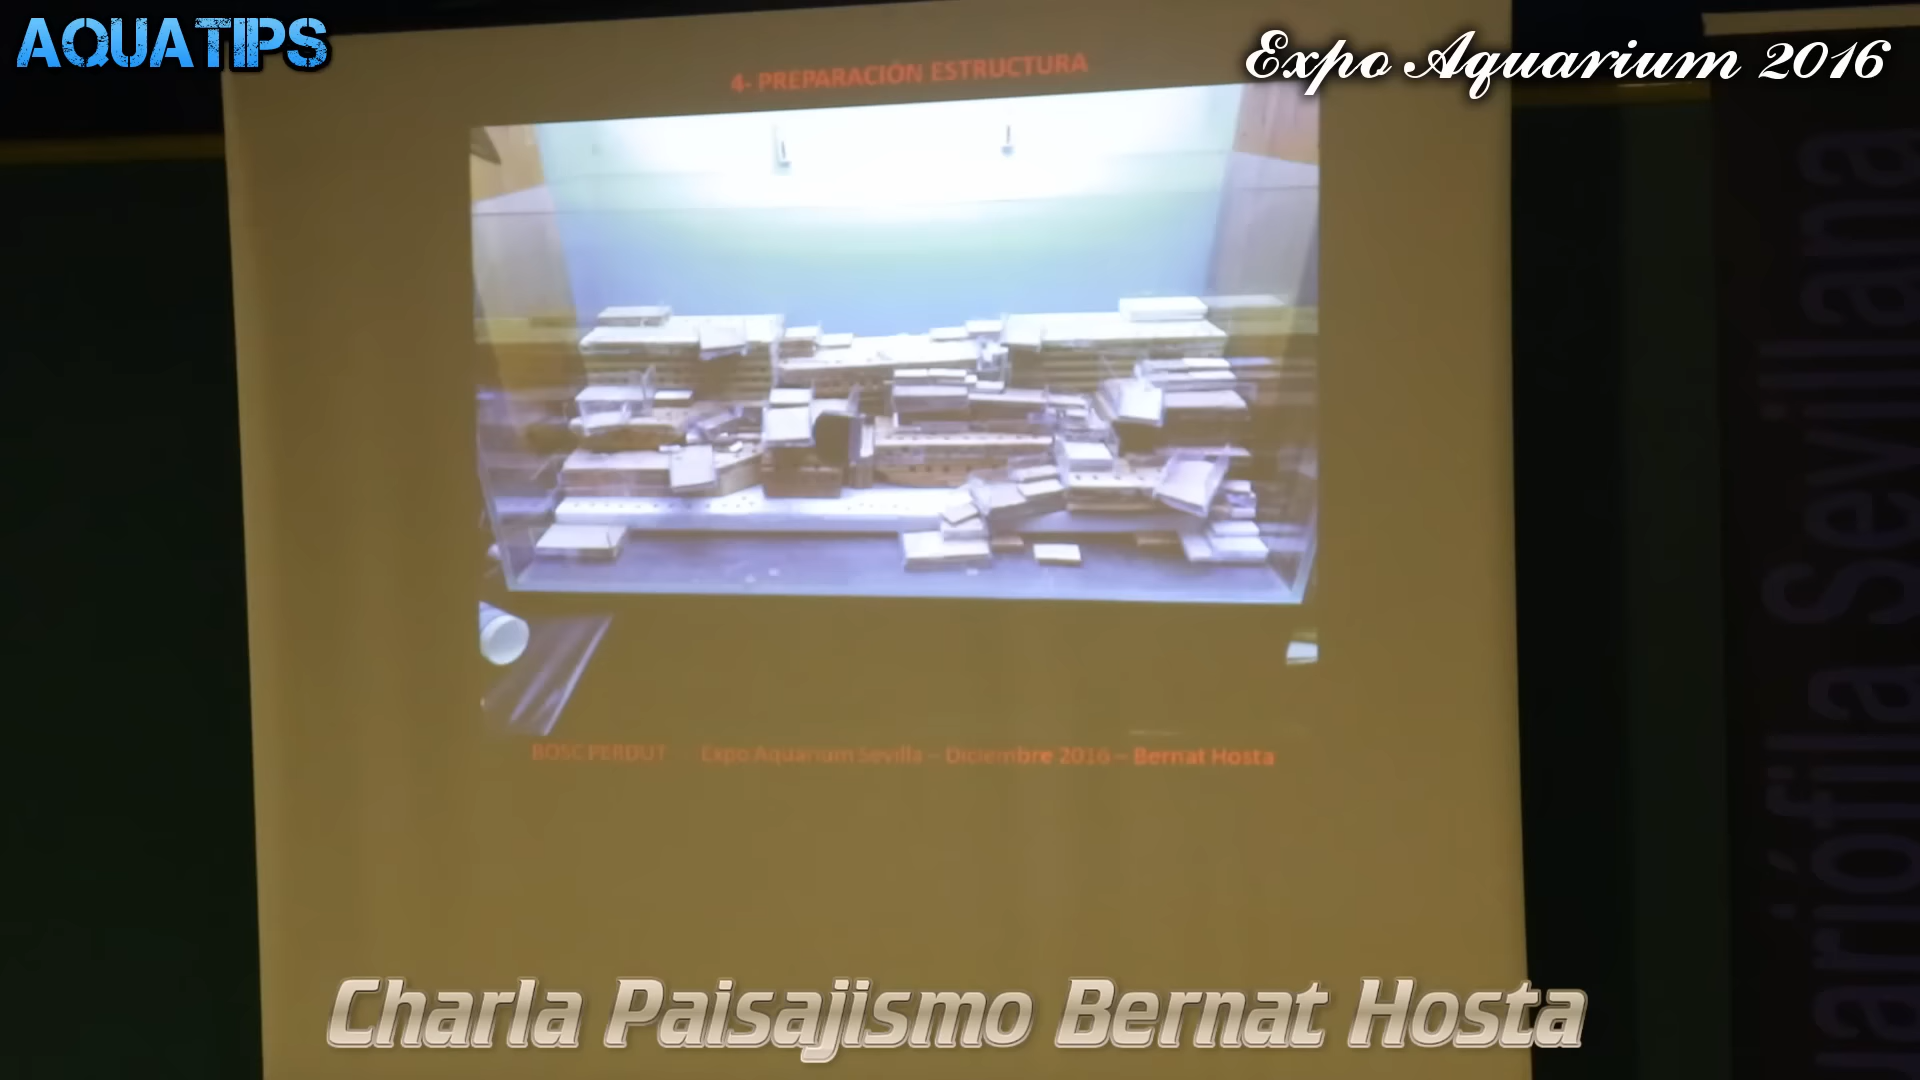 AQUATIPS
Expo Aquarium 2016
4- PREPARACIÓN ESTRUCTURA
BOSC PERDUT Expo Aquarium Sevilla – Diciembre 2016 – Bernat Hosta
Charla Paisajismo Bernat Hosta
uariófila Sevillana